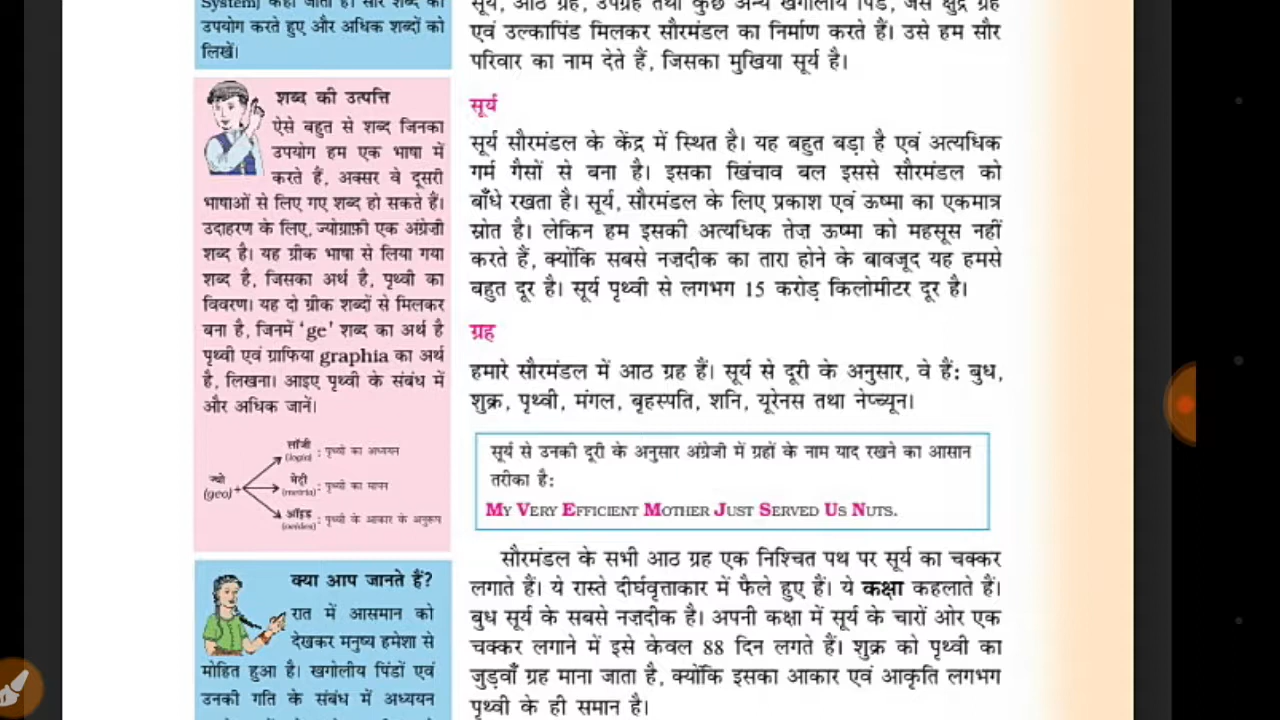 System) कहा जाता है। सौर शब्द का
उपयोग करते हुए और अधिक शब्दों को
लिखें।
शब्द की उत्पत्ति
ऐसे बहुत से शब्द जिनका
उपयोग हम एक भाषा में
करते हैं, अक्सर वे दूसरी
भाषाओं से लिए गए शब्द हो सकते हैं।
उदाहरण के लिए, ज्योग्राफ़ी एक अंग्रेज़ी
शब्द है। यह ग्रीक भाषा से लिया गया
शब्द है, जिसका अर्थ है, पृथ्वी का
विवरण। यह दो ग्रीक शब्दों से मिलकर
बना है, जिनमें ‘ge’ शब्द का अर्थ है
पृथ्वी एवं ग्राफिया graphia का अर्थ
है, लिखना। आइए पृथ्वी के संबंध में
और अधिक जानें।
लॉजी
(logia) : पृथ्वी का अध्ययन
ज्यो
(geo)+
मेट्री
(metria) : पृथ्वी का मापन
ऑइड
(oeides) : पृथ्वी के आकार के अनुरूप
क्या आप जानते हैं?
रात में आसमान को
देखकर मनुष्य हमेशा से
मोहित हुआ है। खगोलीय पिंडों एवं
उनकी गति के संबंध में अध्ययन
सूर्य, आठ ग्रह, उपग्रह तथा कुछ अन्य खगोलीय पिंड, जैसे क्षुद्र ग्रह
एवं उल्कापिंड मिलकर सौरमंडल का निर्माण करते हैं। उसे हम सौर
परिवार का नाम देते हैं, जिसका मुखिया सूर्य है।
सूर्य
सूर्य सौरमंडल के केंद्र में स्थित है। यह बहुत बड़ा है एवं अत्यधिक
गर्म गैसों से बना है। इसका खिंचाव बल इससे सौरमंडल को
बाँधे रखता है। सूर्य, सौरमंडल के लिए प्रकाश एवं ऊष्मा का एकमात्र
स्रोत है। लेकिन हम इसकी अत्यधिक तेज़ ऊष्मा को महसूस नहीं
करते हैं, क्योंकि सबसे नज़दीक का तारा होने के बावजूद यह हमसे
बहुत दूर है। सूर्य पृथ्वी से लगभग 15 करोड़ किलोमीटर दूर है।
ग्रह
हमारे सौरमंडल में आठ ग्रह हैं। सूर्य से दूरी के अनुसार, वे हैं: बुध,
शुक्र, पृथ्वी, मंगल, बृहस्पति, शनि, यूरेनस तथा नेप्च्यून।
सूर्य से उनकी दूरी के अनुसार अंग्रेजी में ग्रहों के नाम याद रखने का आसान
तरीका है:
MY VERY EFFICIENT MOTHER JUST SERVED US NUTS.
सौरमंडल के सभी आठ ग्रह एक निश्चित पथ पर सूर्य का चक्कर
लगाते हैं। ये रास्ते दीर्घवृत्ताकार में फैले हुए हैं। ये कक्षा कहलाते हैं।
बुध सूर्य के सबसे नज़दीक है। अपनी कक्षा में सूर्य के चारों ओर एक
चक्कर लगाने में इसे केवल 88 दिन लगते हैं। शुक्र को पृथ्वी का
जुड़वाँ ग्रह माना जाता है, क्योंकि इसका आकार एवं आकृति लगभग
पृथ्वी के ही समान है।